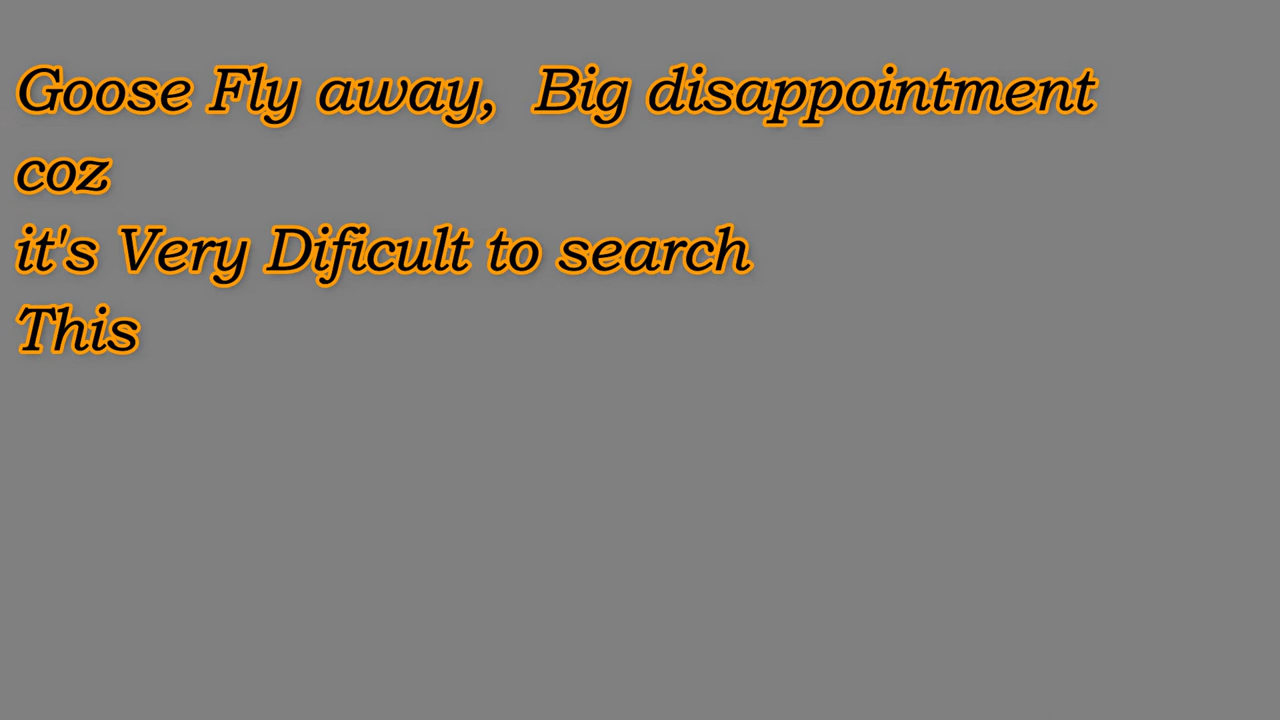 Goose Fly away,  Big disappointment
coz
it's Very Dificult to search
This